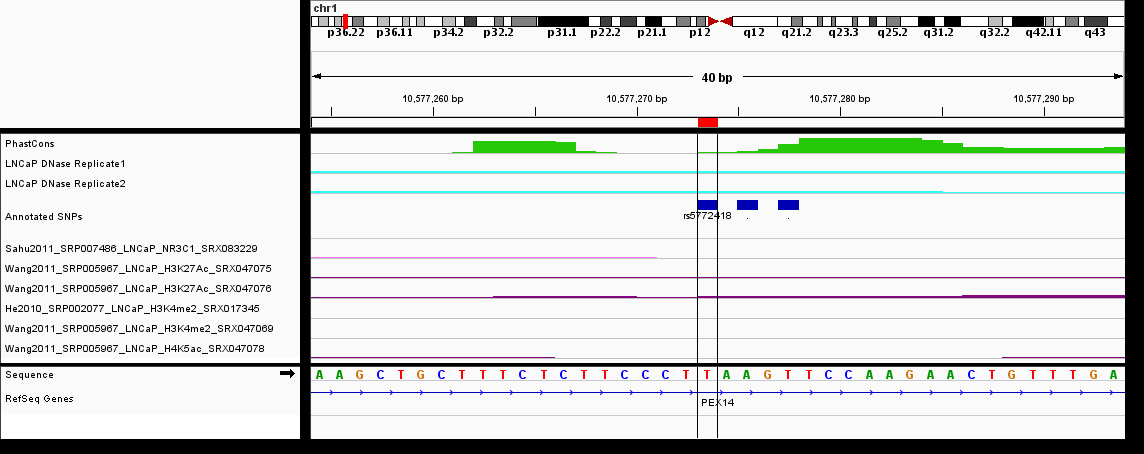 chr1
p36.22 p36.11 p34.2 p32.2 p31.1 p22.2 p21.1 p12 q12 q21.2 q23.3 q25.2 q31.2 q32.2 q42.11 q43
40 bp
10,577,260 bp 10,577,270 bp 10,577,280 bp 10,577,290 bp
PhastCons
LNCaP DNase Replicate1
LNCaP DNase Replicate2
Annotated SNPs
rs5772418 . .
Sahu2011_SRP007486_LNCaP_NR3C1_SRX083229
Wang2011_SRP005967_LNCaP_H3K27Ac_SRX047075
Wang2011_SRP005967_LNCaP_H3K27Ac_SRX047076
He2010_SRP002077_LNCaP_H3K4me2_SRX017345
Wang2011_SRP005967_LNCaP_H3K4me2_SRX047069
Wang2011_SRP005967_LNCaP_H4K5ac_SRX047078
Sequence A A G C T G C T T T C T C T T C C C T T A A G T T C C A A G A A C T G T T T G A
RefSeq Genes
PEX14